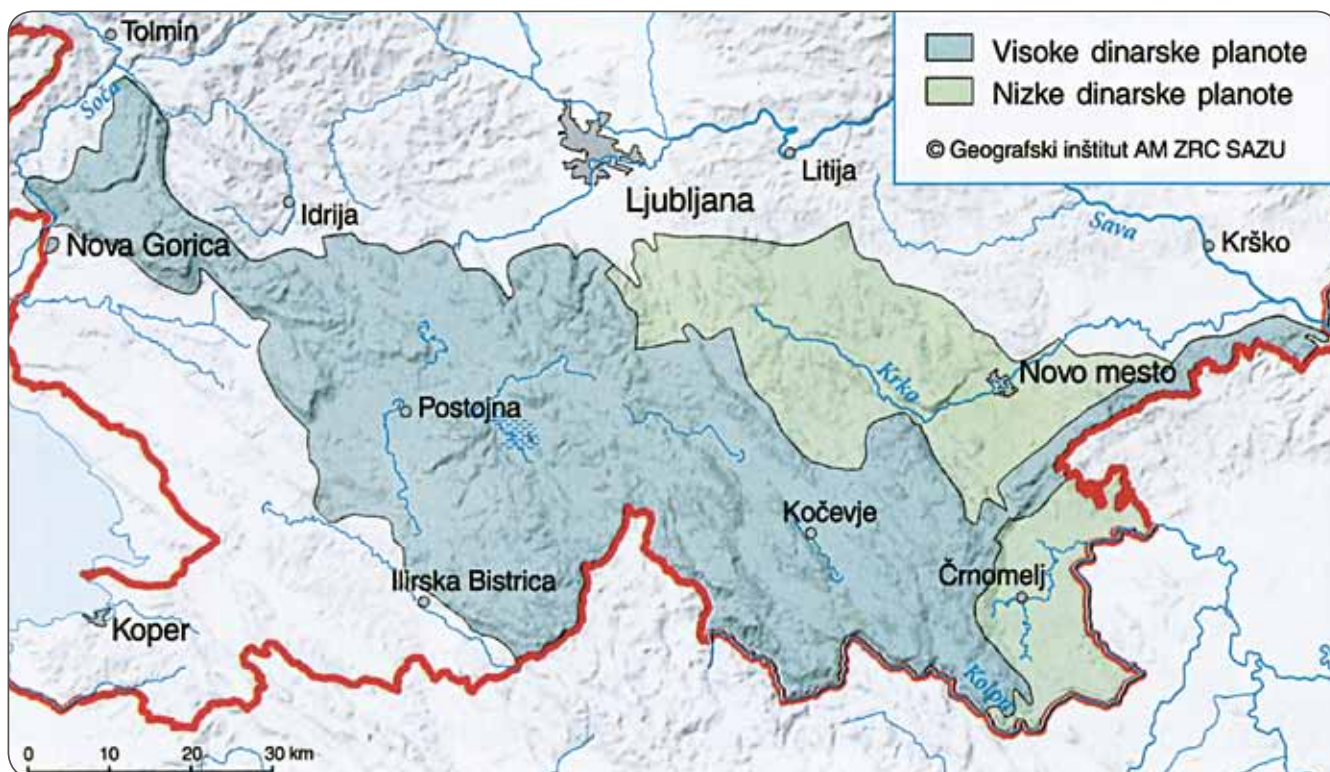 Tolmin
Visoke dinarske planote
Nizke dinarske planote
© Geografski inštitut AM ZRC SAZU
Soča
Litija
Ljubljana
Idrija
Sava
Nova Gorica
Krško
Krka
Novo mesto
Postojna
Kočevje
Črnomelj
Ilirska Bistrica
Koper
Kolpa
0 10 20 30 km